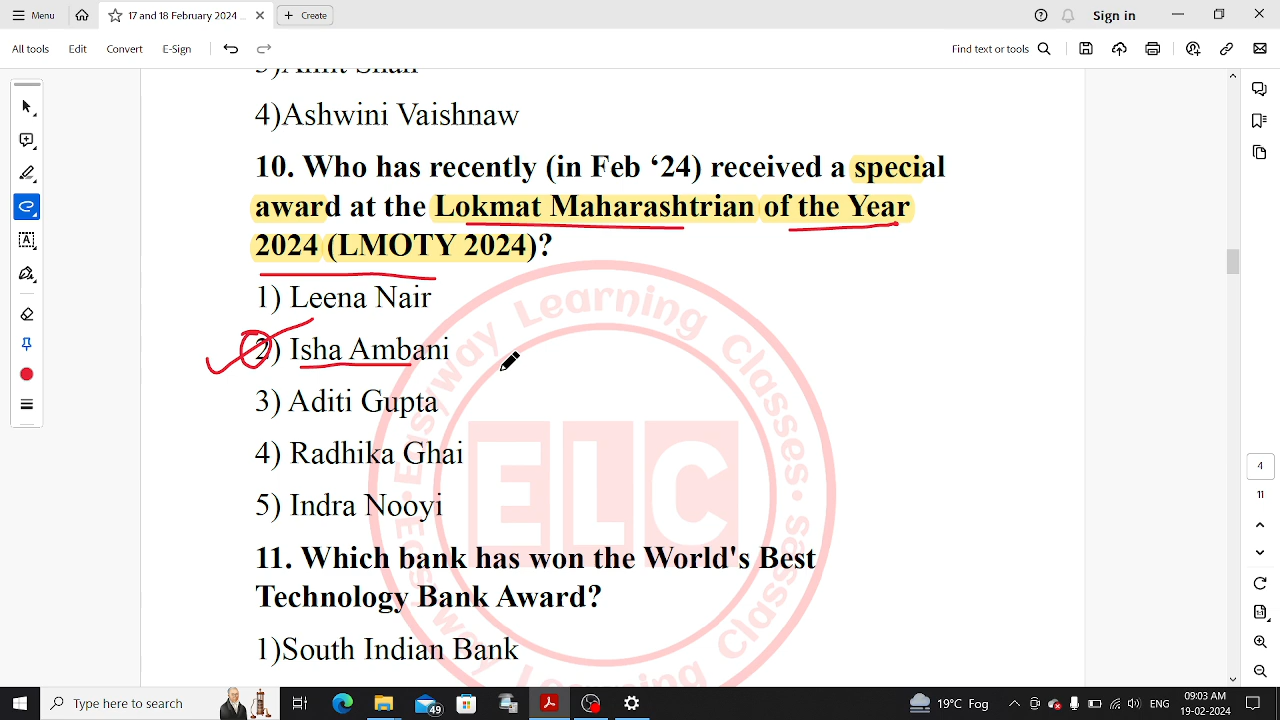 Menu
17 and 18 February 2024 ...
Create
Sign in
All tools
Edit
Convert
E-Sign
Find text or tools
4)Ashwini Vaishnaw
10. Who has recently (in Feb ‘24) received a special
award at the Lokmat Maharashtrian of the Year
2024 (LMOTY 2024)?
1) Leena Nair
2) Isha Ambani
3) Aditi Gupta
4) Radhika Ghai
5) Indra Nooyi
11. Which bank has won the World's Best
Technology Bank Award?
1)South Indian Bank
Easyway Learning Classes
ELC
4
11
Type here to search
49
19°C Fog
ENG
09:03 AM
19-02-2024